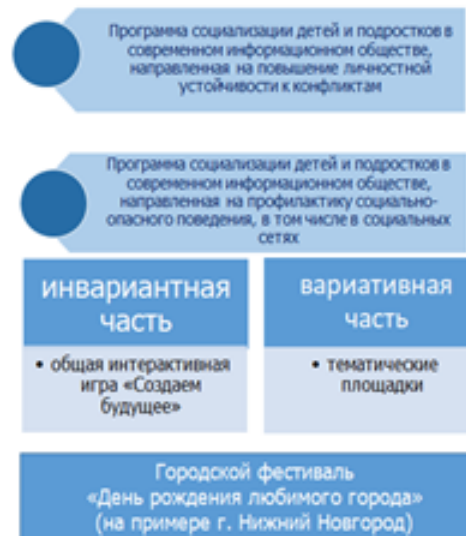 Программа социализации детей и подростков в
современном информационном обществе,
направленная на повышение личностной
устойчивости к конфликтам
Программа социализации детей и подростков в
современном информационном обществе,
направленная на профилактику социально-
опасного поведения, в том числе в социальных
сетях
инвариантная
часть
• общая интерактивная
игра «Создаем
будущее»
вариативная
часть
• тематические
площадки
Городской фестиваль
«День рождения любимого города»
(на примере г. Нижний Новгород)